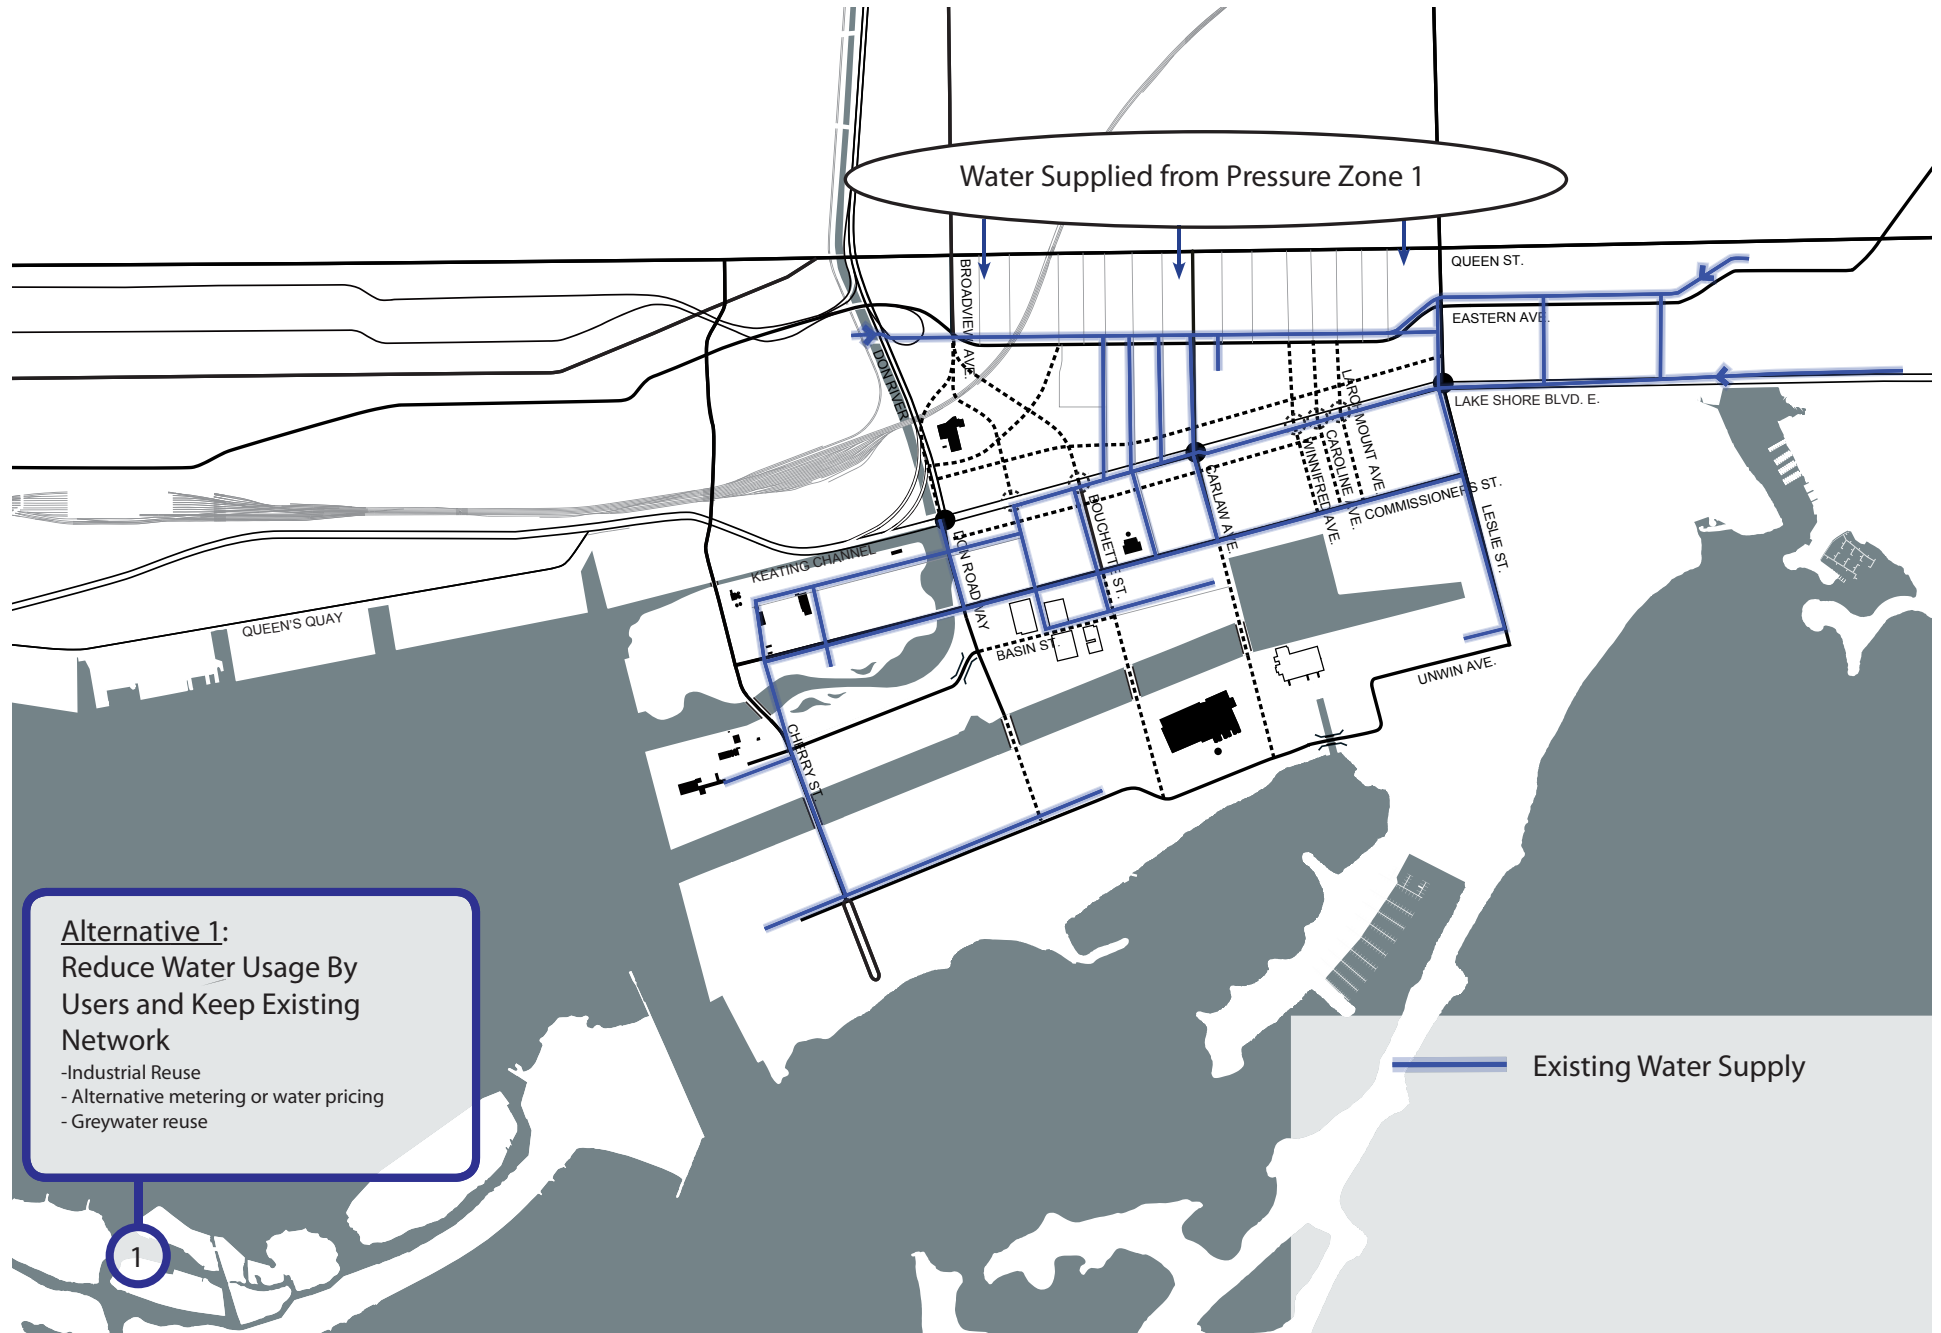 Water Supplied from Pressure Zone 1
QUEEN ST.
BROADVIEW AVE.
EASTERN AVE.
DON RIVER
LARCHMOUNT AVE.
LAKE SHORE BLVD. E.
CAROLINE AVE.
WINNIFRED AVE.
CARLAW AVE.
COMMISSIONERS ST.
BOUCHETTE ST.
LESLIE ST.
DON ROADWAY
KEATING CHANNEL
QUEEN'S QUAY
BASIN ST.
UNWIN AVE.
CHERRY ST.
Alternative 1:
Reduce Water Usage By
Users and Keep Existing
Network
-Industrial Reuse
- Alternative metering or water pricing
- Greywater reuse
1
Existing Water Supply